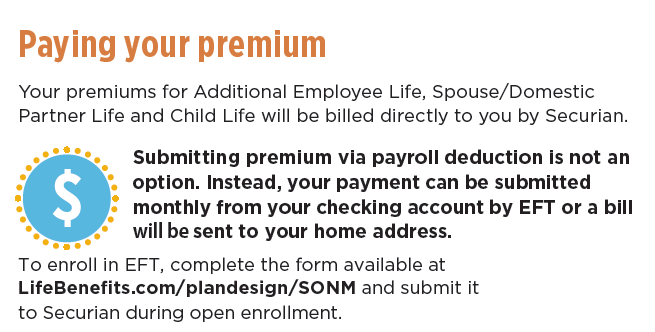 Paying your premium
Your premiums for Additional Employee Life, Spouse/Domestic
Partner Life and Child Life will be billed directly to you by Securian.
$
Submitting premium via payroll deduction is not an
option. Instead, your payment can be submitted
monthly from your checking account by EFT or a bill
will be sent to your home address.
To enroll in EFT, complete the form available at
LifeBenefits.com/plandesign/SONM and submit it
to Securian during open enrollment.